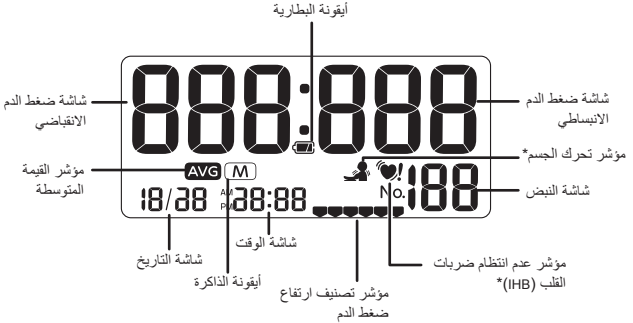 أيقونة البطارية
888:888
شاشة ضغط الدم
الانقباضي
شاشة ضغط الدم
الانبساطي
مؤشر تحرك الجسم*
مؤشر القيمة
المتوسطة
AVG M
No. 188
شاشة النبض
18/38 AM PM 38:88
شاشة الوقت
شاشة التاريخ
أيقونة الذاكرة
مؤشر تصنيف ارتفاع
ضغط الدم
مؤشر عدم انتظام ضربات
القلب (IHB)*